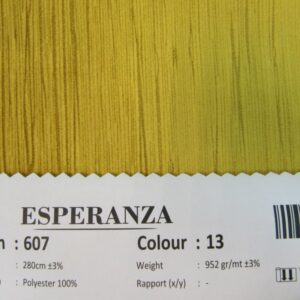 ESPERANZA
: 607 Colour : 13
: 280cm ±3% Weight : 952 gr/mt ±3%
: Polyester 100% Rapport (x/y) : -